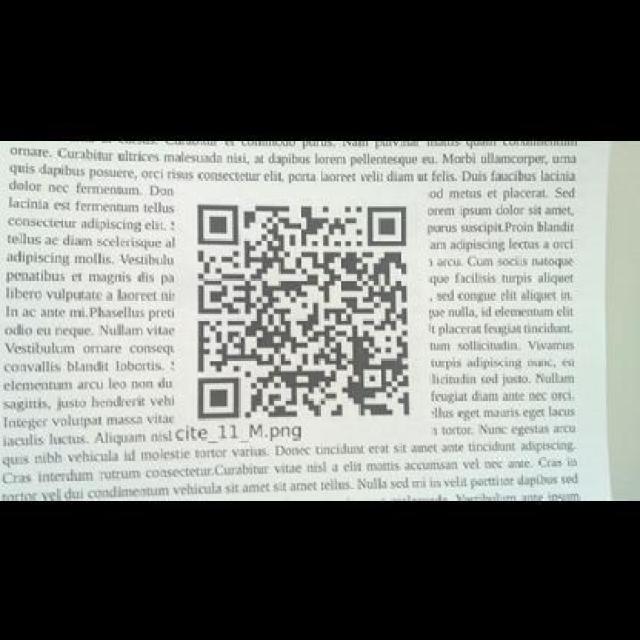 ornare. Curabitur ultrices malesuada nisi, at dapibus lorem pellentesque eu. Morbi ullamcorper, urna
quis dapibus posuere, orci risus consectetur elit, porta laoreet velit diam ut felis. Duis faucibus lacinia
dolor nec fermentum. Don od metus et placerat. Sed
lacinia est fermentum tellus orem ipsum dolor sit amet,
consectetur adipiscing elit. purus suscipit.Proin blandit
tellus ac diam scelerisque al am adipiscing lectus a orci
adipiscing mollis. Vestibulu arcu. Cum sociis natoque
penatibus et magnis dis pa que facilisis turpis aliquet
libero vulputate a laoreet ni , sed congue elit aliquet in.
In ac ante mi.Phasellus preti pe nulla, id elementum elit
odio eu neque. Nullam vitae t placerat feugiat tincidunt.
Vestibulum ornare consequ tum sollicitudin. Vivamus
convallis blandit lobortis. turpis adipiscing nunc, eu
elementum arcu leo non du licitudin sed justo. Nullam
sagittis, justo hendrerit vehi feugiat diam ante nec orci.
Integer volutpat massa vitae llus eget mauris eget lacus
iaculis luctus. Aliquam nisl cite_11_M.png tortor. Nunc egestas arcu
quis nibh vehicula id molestie tortor varius. Donec tincidunt erat sit amet ante tincidunt adipiscing.
Cras interdum rutrum consectetur.Curabitur vitae nisl a elit mattis accumsan vel nec ante. Cras in
tortor vel dui condimentum vehicula sit amet sit amet tellus. Nulla sed mi in velit porttitor dapibus sed